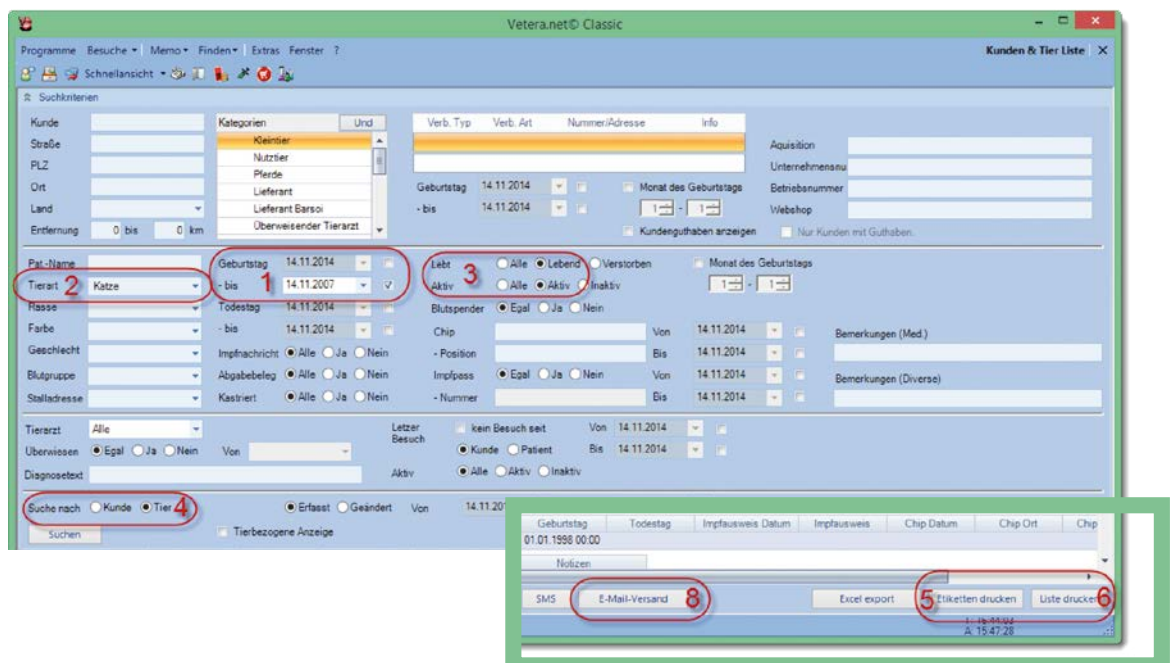 Vetera.net© Classic
Programme Besuche Memo Finden Extras Fenster ? Kunden & Tier Liste X
Schnellansicht
Suchkriterien
Kunde Kategorien Und Verb. Typ Verb. Art Nummer/Adresse Info
Straße Kleintier Aquisition
PLZ Nutztier Unternehmensnu
Pferde
Ort Lieferant Geburtstag 14.11.2014 Monat des Geburtstags Betriebsnummer
Land Lieferant Barsoi - bis 14.11.2014 1 - 1 Webshop
Entfernung 0 bis 0 km Überweisender Tierarzt Kundenguthaben anzeigen Nur Kunden mit Guthaben.
Pat.-Name Geburtstag 14.11.2014 Lebt Alle Lebend Verstorben Monat des Geburtstags
2 1 3
Tierart Katze - bis 14.11.2007 Aktiv Alle Aktiv Inaktiv 1 - 1
Rasse Todestag 14.11.2014 Blutspender Egal Ja Nein
Farbe - bis 14.11.2014 Chip Von 14.11.2014 Bemerkungen (Med.)
Geschlecht Impfnachricht Alle Ja Nein - Position Bis 14.11.2014
Blutgruppe Abgabebeleg Alle Ja Nein Impfpass Egal Ja Nein Von 14.11.2014 Bemerkungen (Diverse)
Stalladresse Kastriert Alle Ja Nein - Nummer Bis 14.11.2014
Tierarzt Alle Letzer Besuch kein Besuch seit Von 14.11.2014
Überwiesen Egal Ja Nein Von Kunde Patient Bis 14.11.2014
Diagnosetext Aktiv Alle Aktiv Inaktiv
Suche nach Kunde Tier 4 Erfasst Geändert Von
Suchen Tierbezogene Anzeige
Geburtstag Todestag Impfausweis Datum Impfausweis Chip Datum Chip Ort Chip
01.01.1998 00:00
Notizen
SMS E-Mail-Versand 8 Excel export 5 Etiketten drucken Liste drucken 6
A: 15:47:28